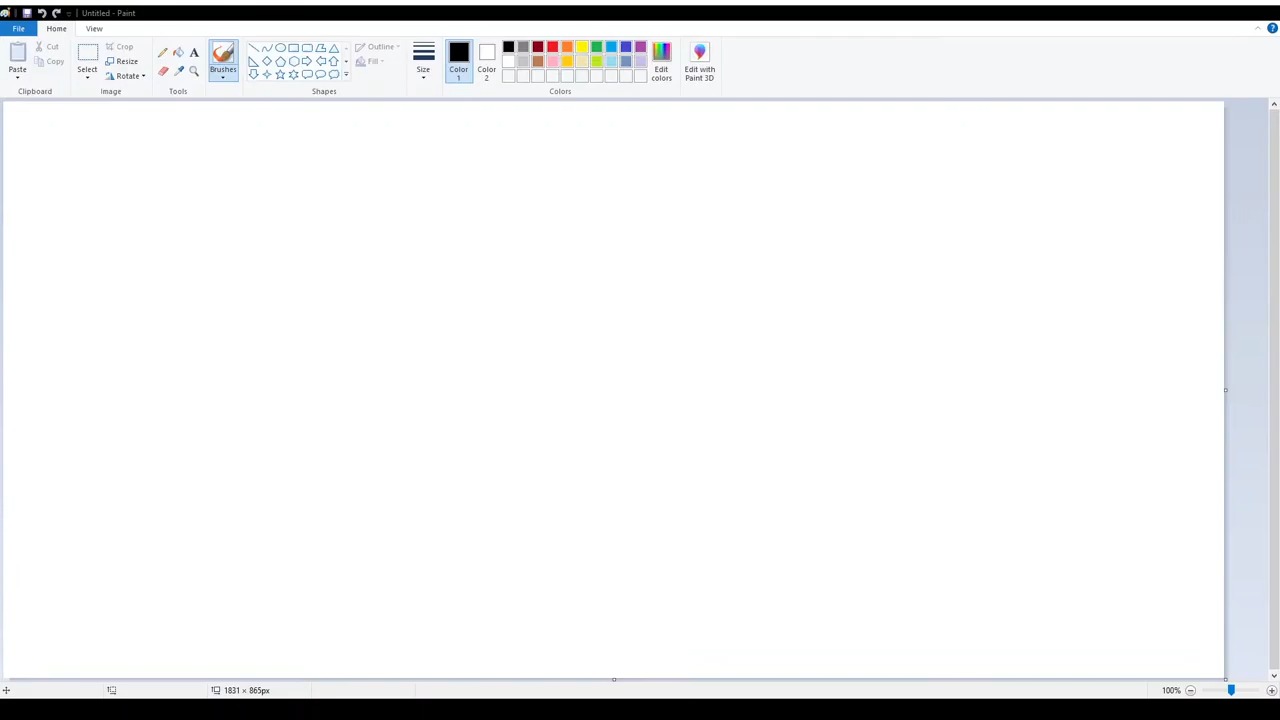 Untitled - Paint
File Home View
Paste Cut Copy Clipboard
Select Crop Resize Rotate Image
Tools
Brushes
Outline Fill Shapes
Size
Color 1
Color 2
Edit colors
Colors
Edit with Paint 3D
1831 × 865px
100%